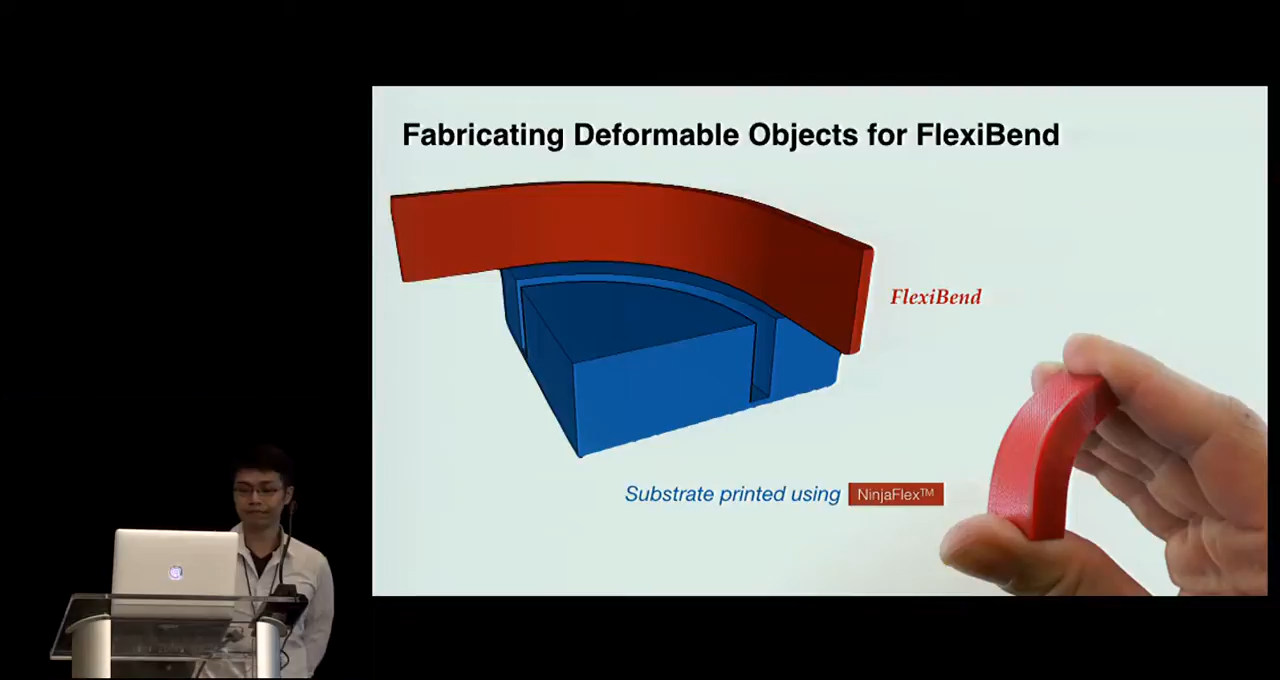 Fabricating Deformable Objects for FlexiBend
FlexiBend
Substrate printed using NinjaFlex™